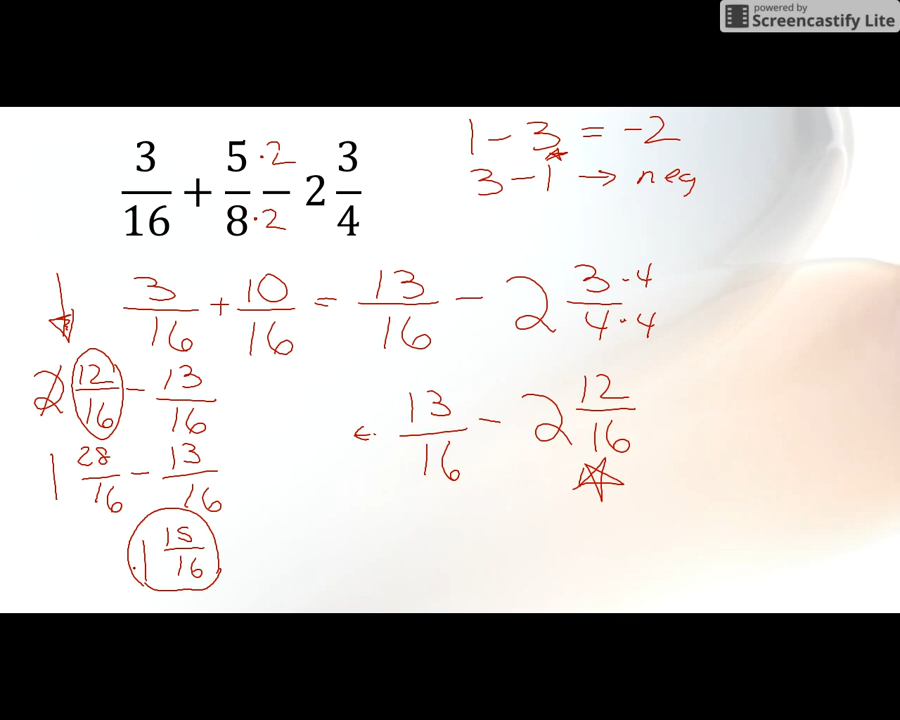 powered by
Screencastify Lite
3/16 + 5/8 · 2/· 2 − 2 3/4
1 − 3 = −2
3 − 1 → neg
3/16 + 10/16 = 13/16 − 2 3 · 4/4 · 4
2 12/16 − 13/16
← 13/16 − 2 12/16
1 28/16 − 13/16
1 15/16